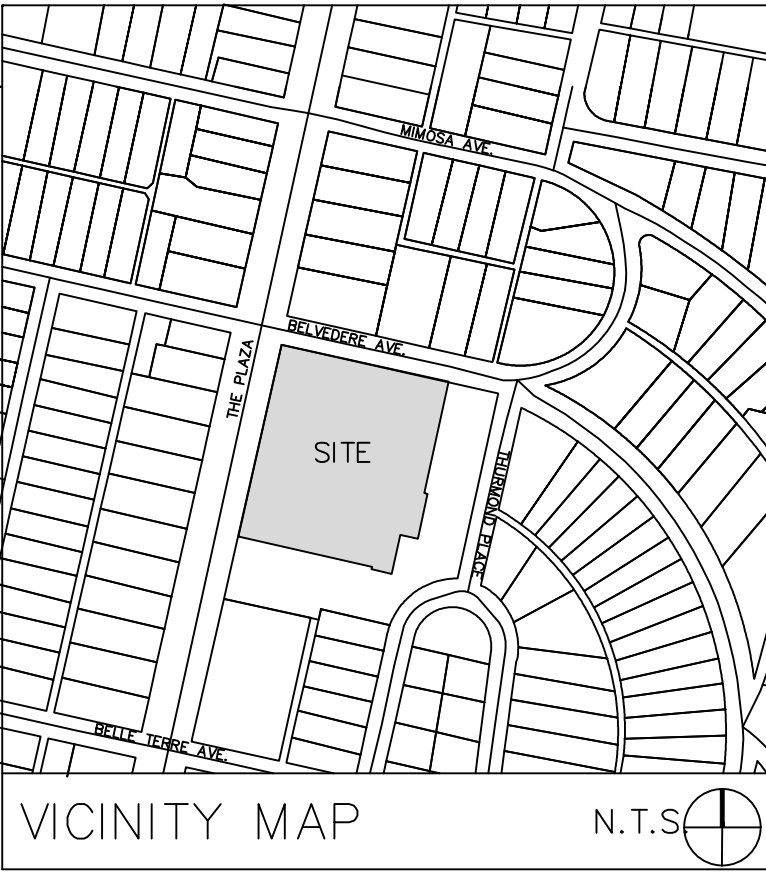 MIMOSA AVE.
BELVEDERE AVE.
THE PLAZA
SITE
THURMOND PLACE
BELLE TERRE AVE.
VICINITY MAP
N.T.S.